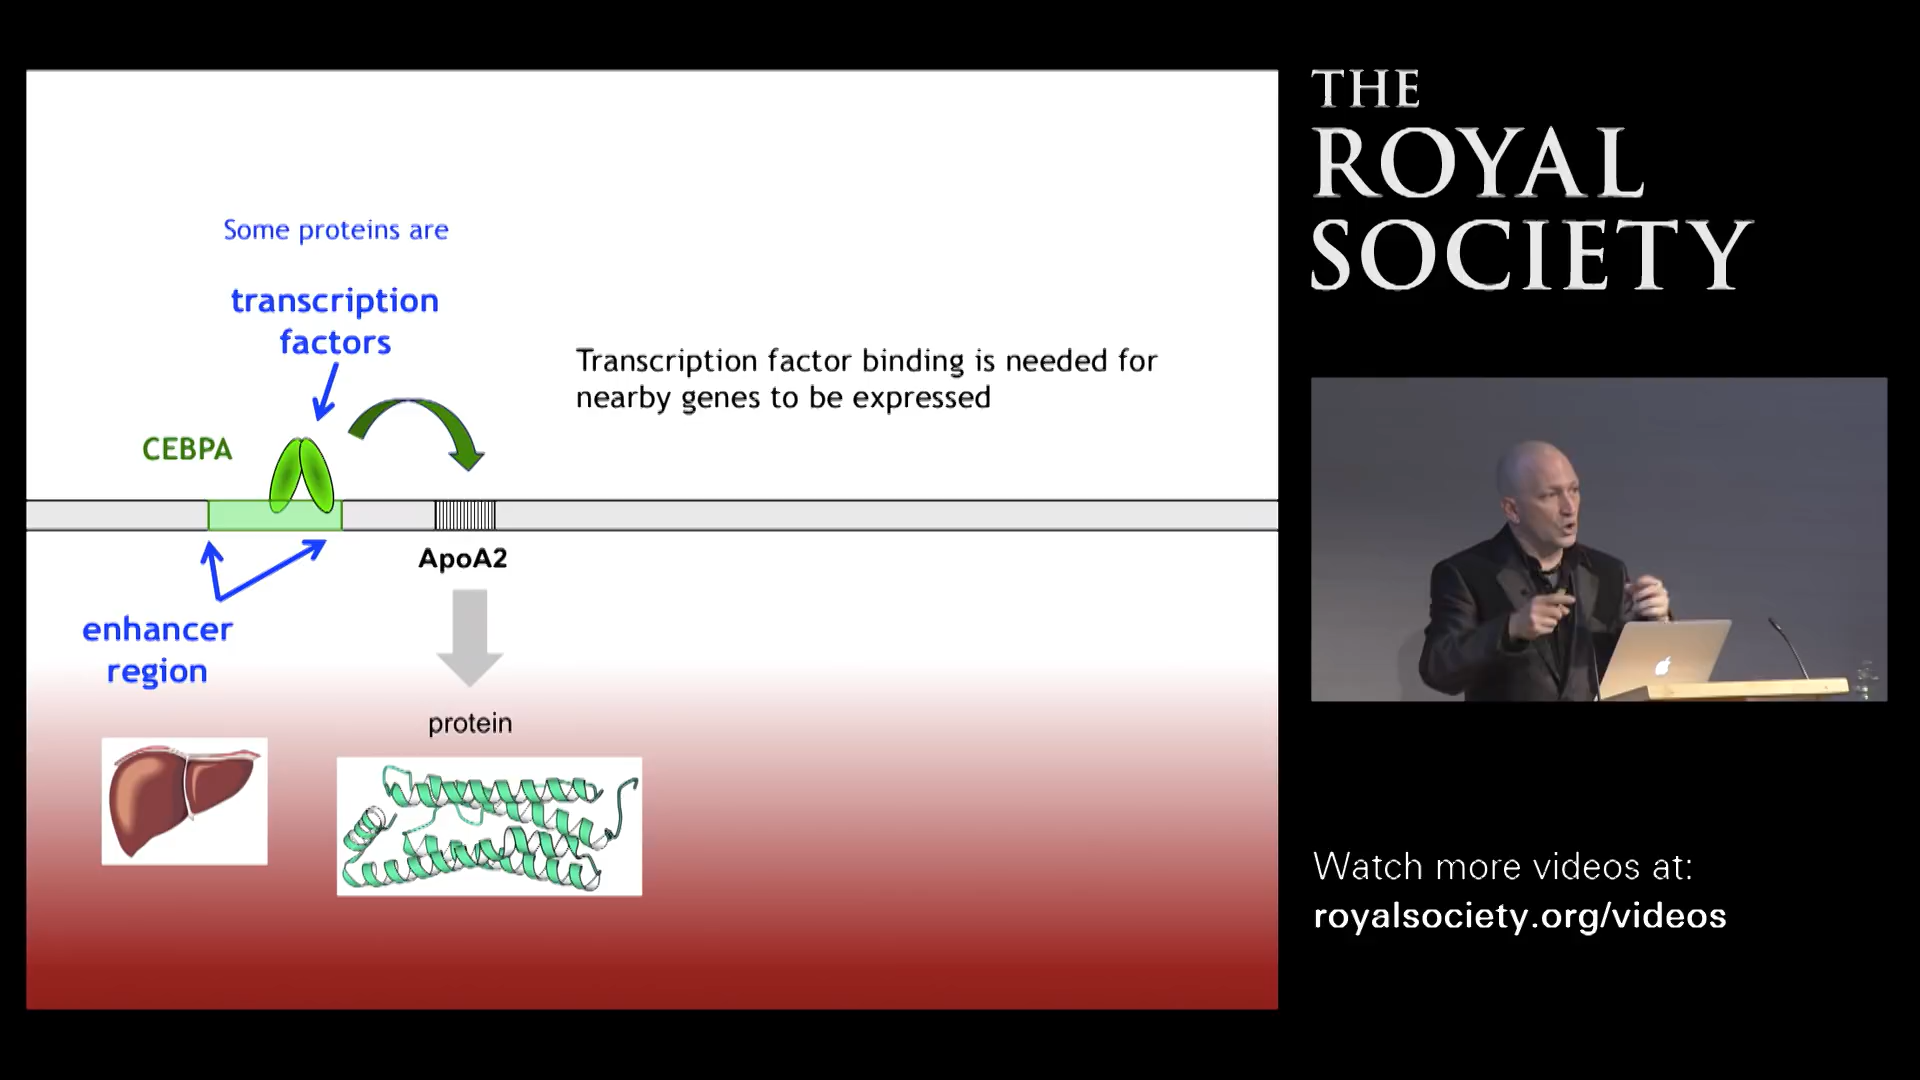 Some proteins are
transcription
factors
Transcription factor binding is needed for
nearby genes to be expressed
CEBPA
ApoA2
enhancer
region
protein
THE
ROYAL
SOCIETY
Watch more videos at:
royalsociety.org/videos